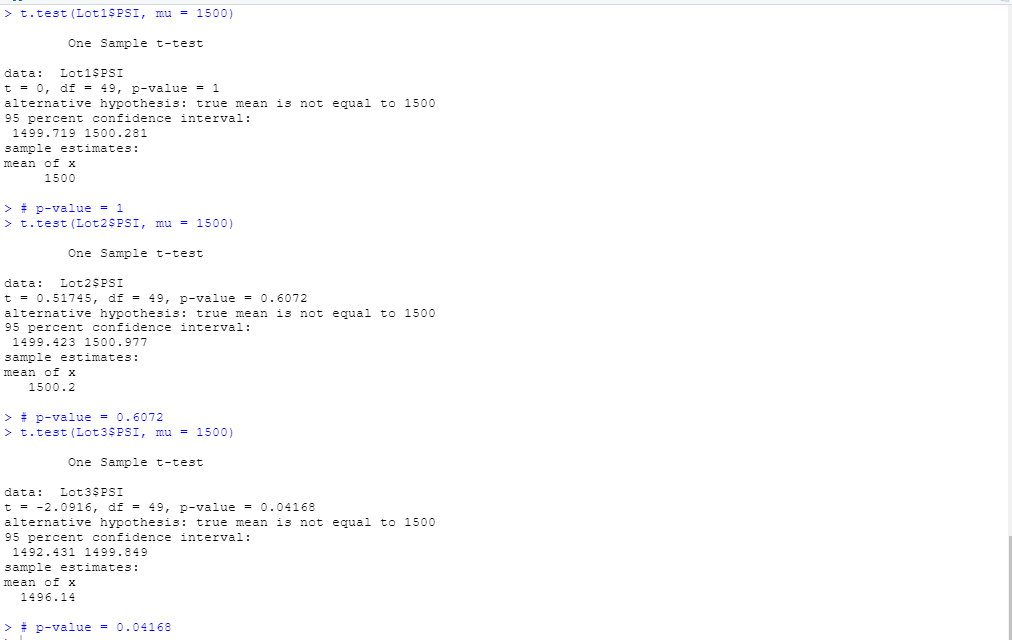 > t.test(Lot1$PSI, mu = 1500)
One Sample t-test
data:  Lot1$PSI
t = 0, df = 49, p-value = 1
alternative hypothesis: true mean is not equal to 1500
95 percent confidence interval:
 1499.719 1500.281
sample estimates:
mean of x
     1500
> # p-value = 1
> t.test(Lot2$PSI, mu = 1500)
One Sample t-test
data:  Lot2$PSI
t = 0.51745, df = 49, p-value = 0.6072
alternative hypothesis: true mean is not equal to 1500
95 percent confidence interval:
 1499.423 1500.977
sample estimates:
mean of x
   1500.2
> # p-value = 0.6072
> t.test(Lot3$PSI, mu = 1500)
One Sample t-test
data:  Lot3$PSI
t = -2.0916, df = 49, p-value = 0.04168
alternative hypothesis: true mean is not equal to 1500
95 percent confidence interval:
 1492.431 1499.849
sample estimates:
mean of x
  1496.14
> # p-value = 0.04168